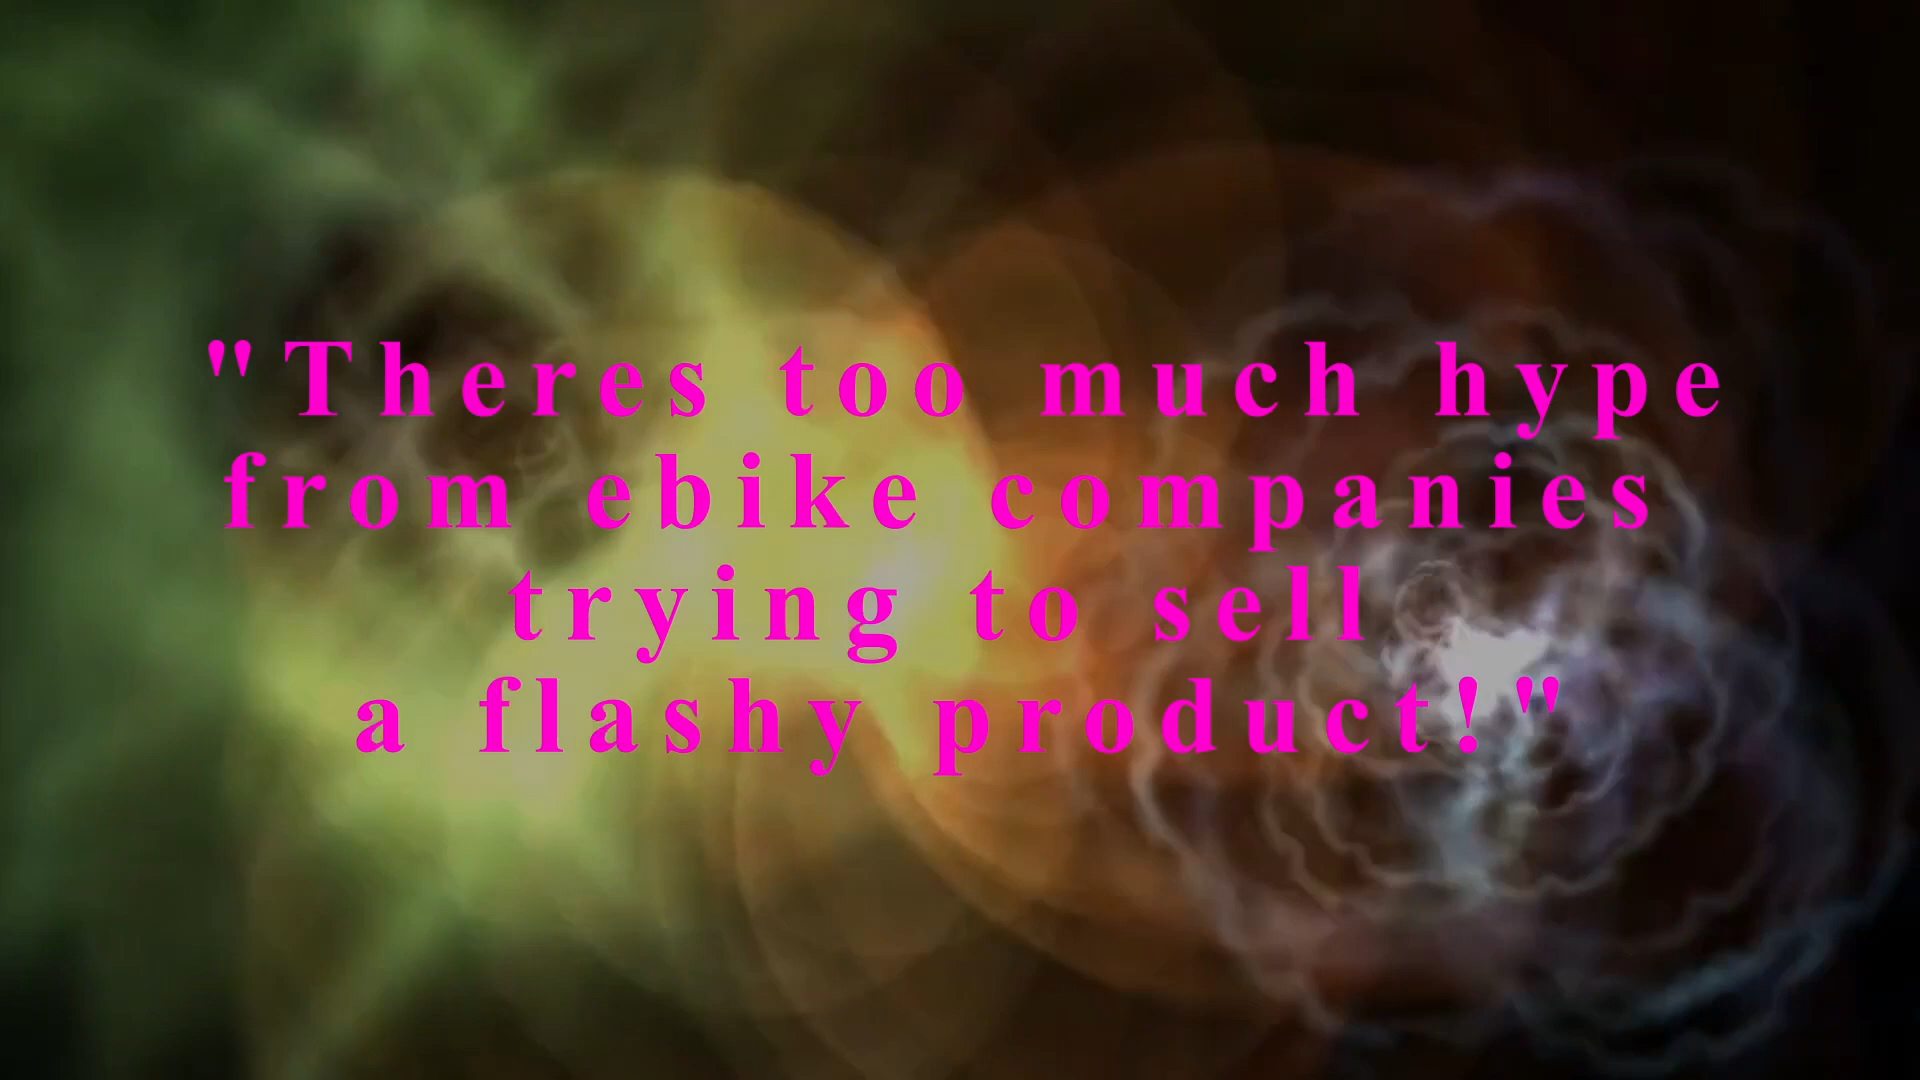 "Theres too much hype
from ebike companies
trying to sell
a flashy product!"